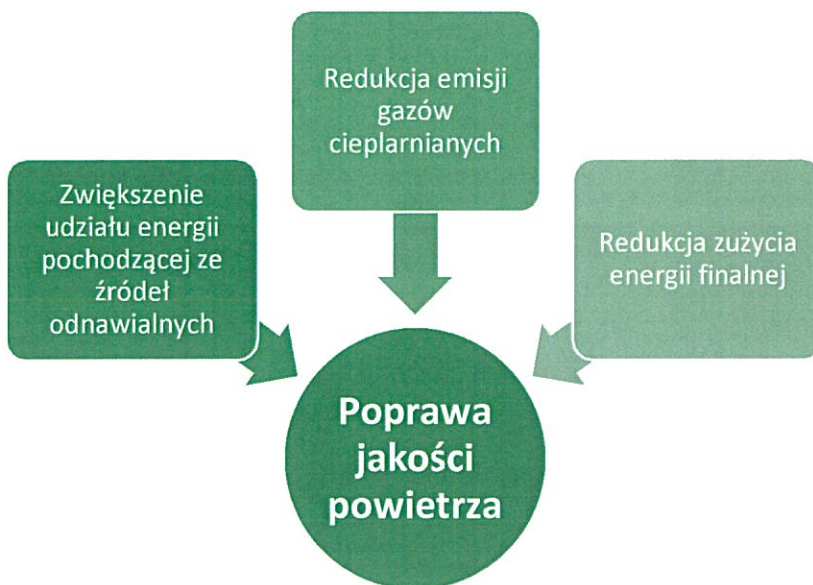 Redukcja emisji
gazów
cieplarnianych
Zwiększenie
udziału energii
pochodzącej ze
źródeł
odnawialnych
Redukcja zużycia
energii finalnej
Poprawa
jakości
powietrza